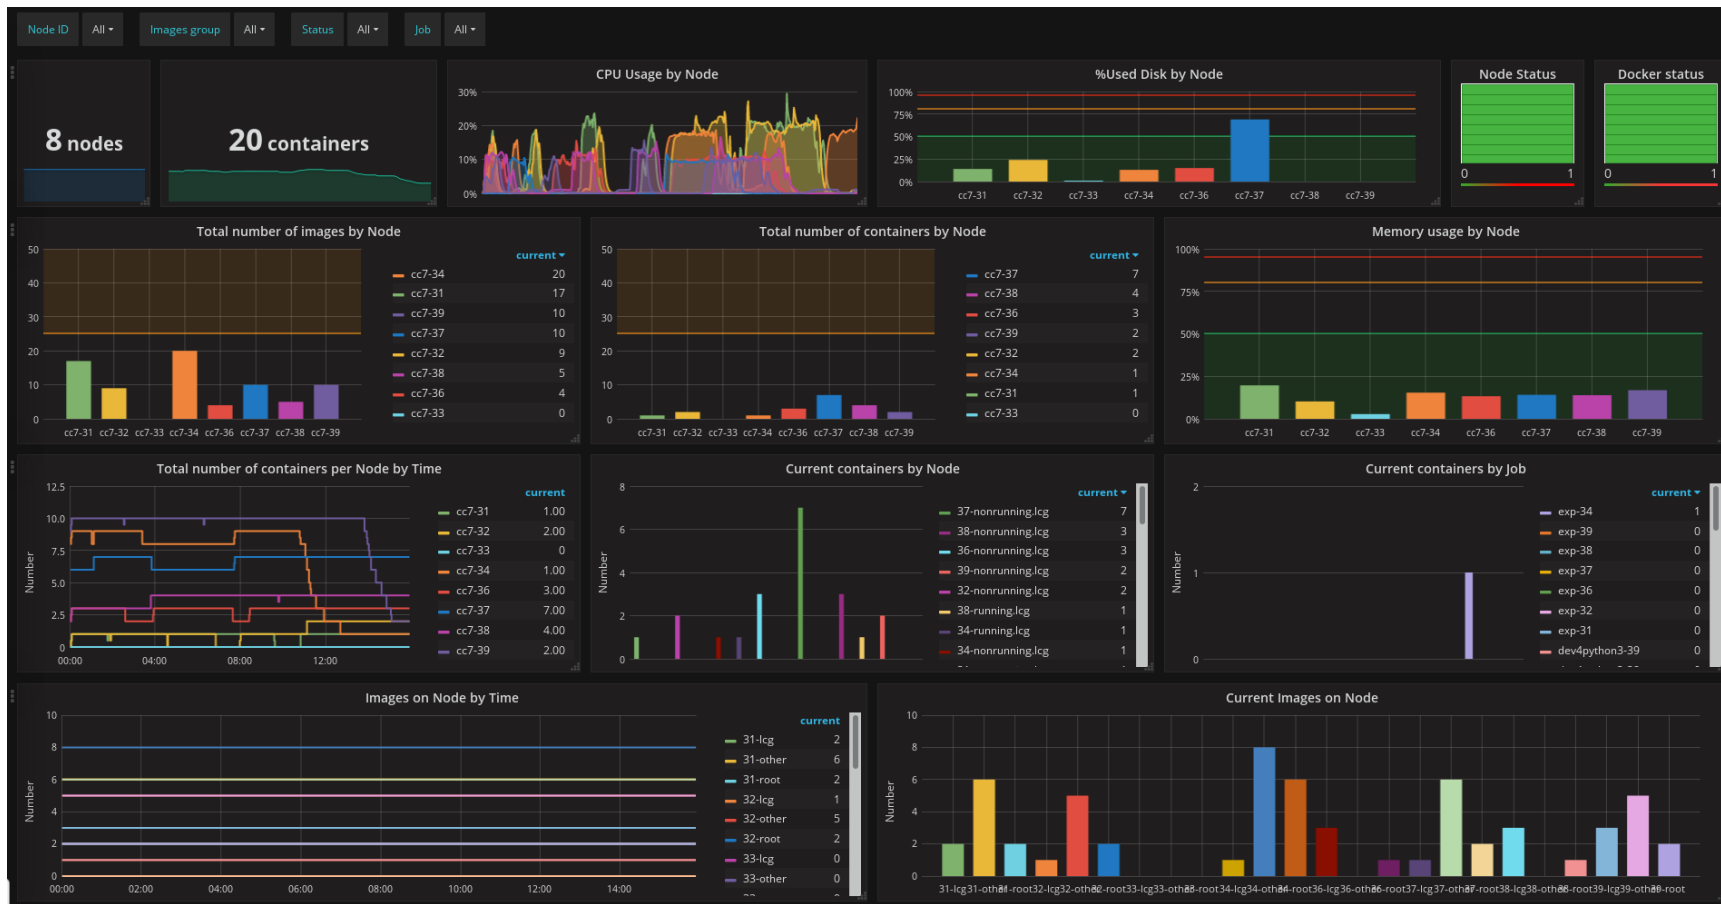 Node ID All Images group All Status All Job All
8 nodes
20 containers
CPU Usage by Node
30%
20%
10%
0%
%Used Disk by Node
100%
75%
50%
25%
0%
cc7-31 cc7-32 cc7-33 cc7-34 cc7-36 cc7-37 cc7-38 cc7-39
Node Status
0 1
Docker status
0 1
Total number of images by Node
50
40
30
20
10
0
cc7-31 cc7-32 cc7-33 cc7-34 cc7-36 cc7-37 cc7-38 cc7-39
current
cc7-34 20
cc7-31 17
cc7-39 10
cc7-37 10
cc7-32 9
cc7-38 5
cc7-36 4
cc7-33 0
Total number of containers by Node
50
40
30
20
10
0
cc7-31 cc7-32 cc7-33 cc7-34 cc7-36 cc7-37 cc7-38 cc7-39
current
cc7-37 7
cc7-38 4
cc7-36 3
cc7-39 2
cc7-32 2
cc7-34 1
cc7-31 1
cc7-33 0
Memory usage by Node
100%
75%
50%
25%
0%
cc7-31 cc7-32 cc7-33 cc7-34 cc7-36 cc7-37 cc7-38 cc7-39
Total number of containers per Node by Time
Number
12.5
10.0
7.5
5.0
2.5
0
00:00 04:00 08:00 12:00
current
cc7-31 1.00
cc7-32 2.00
cc7-33 0
cc7-34 1.00
cc7-36 3.00
cc7-37 7.00
cc7-38 4.00
cc7-39 2.00
Current containers by Node
Number
8
6
4
2
0
current
37-nonrunning.lcg 7
38-nonrunning.lcg 3
36-nonrunning.lcg 3
39-nonrunning.lcg 2
32-nonrunning.lcg 2
38-running.lcg 1
34-running.lcg 1
34-nonrunning.lcg 1
Current containers by Job
Number
2
1
0
current
exp-34 1
exp-39 0
exp-38 0
exp-37 0
exp-36 0
exp-32 0
exp-31 0
dev4python3-39 0
Images on Node by Time
Number
10
8
6
4
2
0
00:00 02:00 04:00 06:00 08:00 10:00 12:00 14:00
current
31-lcg 2
31-other 6
31-root 2
32-lcg 1
32-other 5
32-root 2
33-lcg 0
33-other 0
Current Images on Node
Number
10
8
6
4
2
0
31-lcg